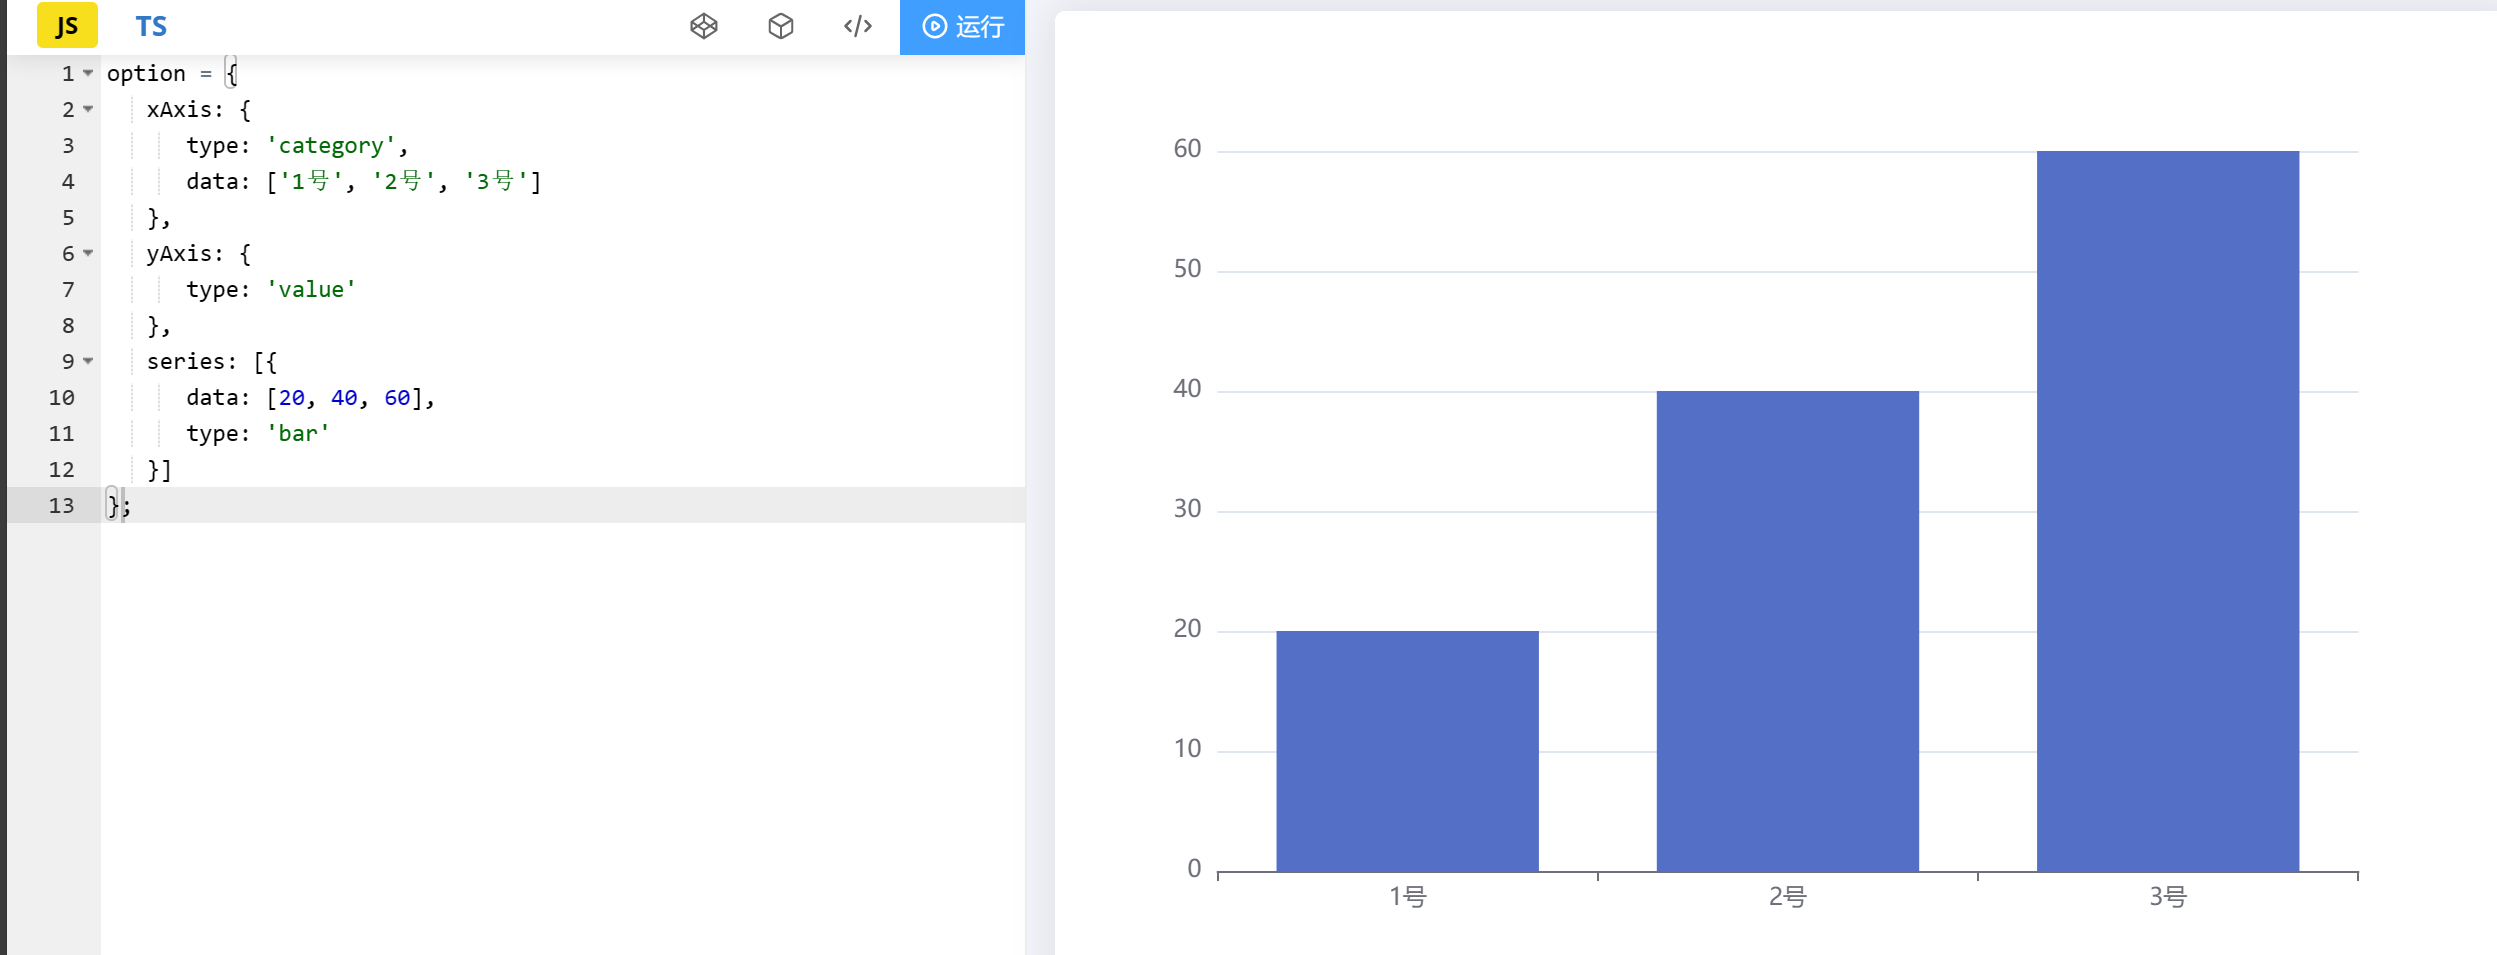 JS TS </> 运行
1 option = {
2 xAxis: {
3 type: 'category',
4 data: ['1号', '2号', '3号']
5 },
6 yAxis: {
7 type: 'value'
8 },
9 series: [{
10 data: [20, 40, 60],
11 type: 'bar'
12 }]
13 };
60
50
40
30
20
10
0
1号 2号 3号